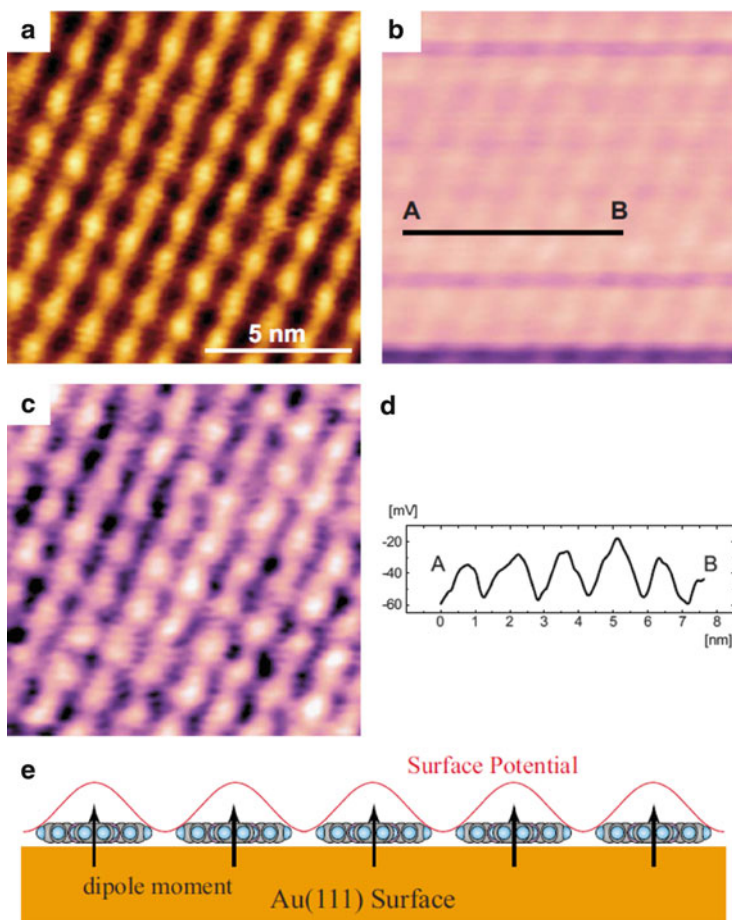 a
b
5 nm
A B
c
d
[mV]
-20
-40
-60
A B
0 1 2 3 4 5 6 7 8
[nm]
e
Surface Potential
dipole moment
Au(111) Surface